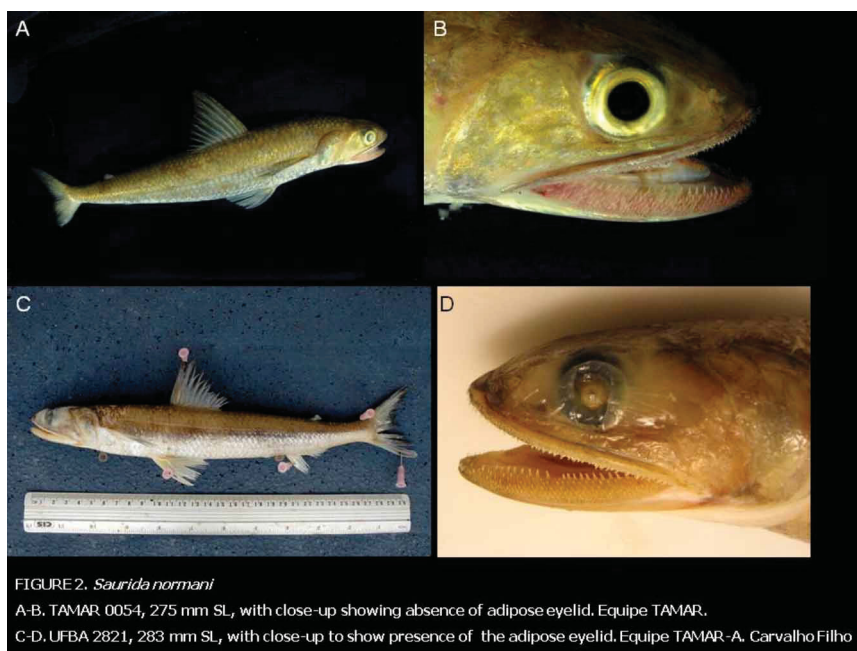 A
B
C
D
FIGURE 2. Saurida normani
A-B. TAMAR 0054, 275 mm SL, with close-up showing absence of adipose eyelid. Equipe TAMAR.
C-D. UFBA 2821, 283 mm SL, with close-up to show presence of the adipose eyelid. Equipe TAMAR-A. Carvalho Filho